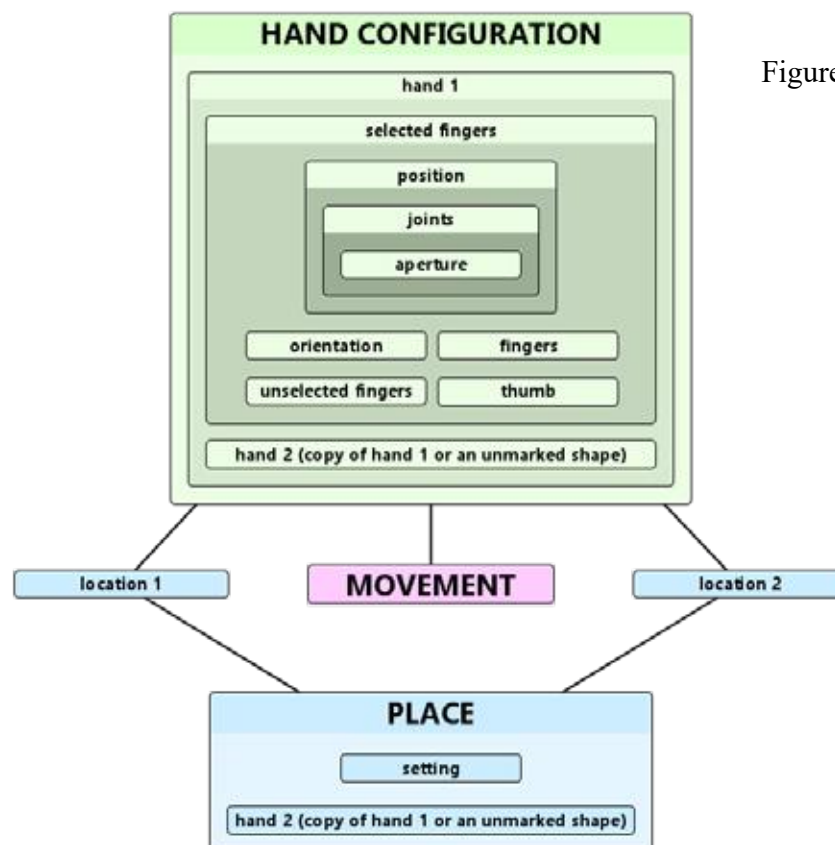 HAND CONFIGURATION
Figure
hand 1
selected fingers
position
joints
aperture
orientation
fingers
unselected fingers
thumb
hand 2 (copy of hand 1 or an unmarked shape)
location 1
MOVEMENT
location 2
PLACE
setting
hand 2 (copy of hand 1 or an unmarked shape)